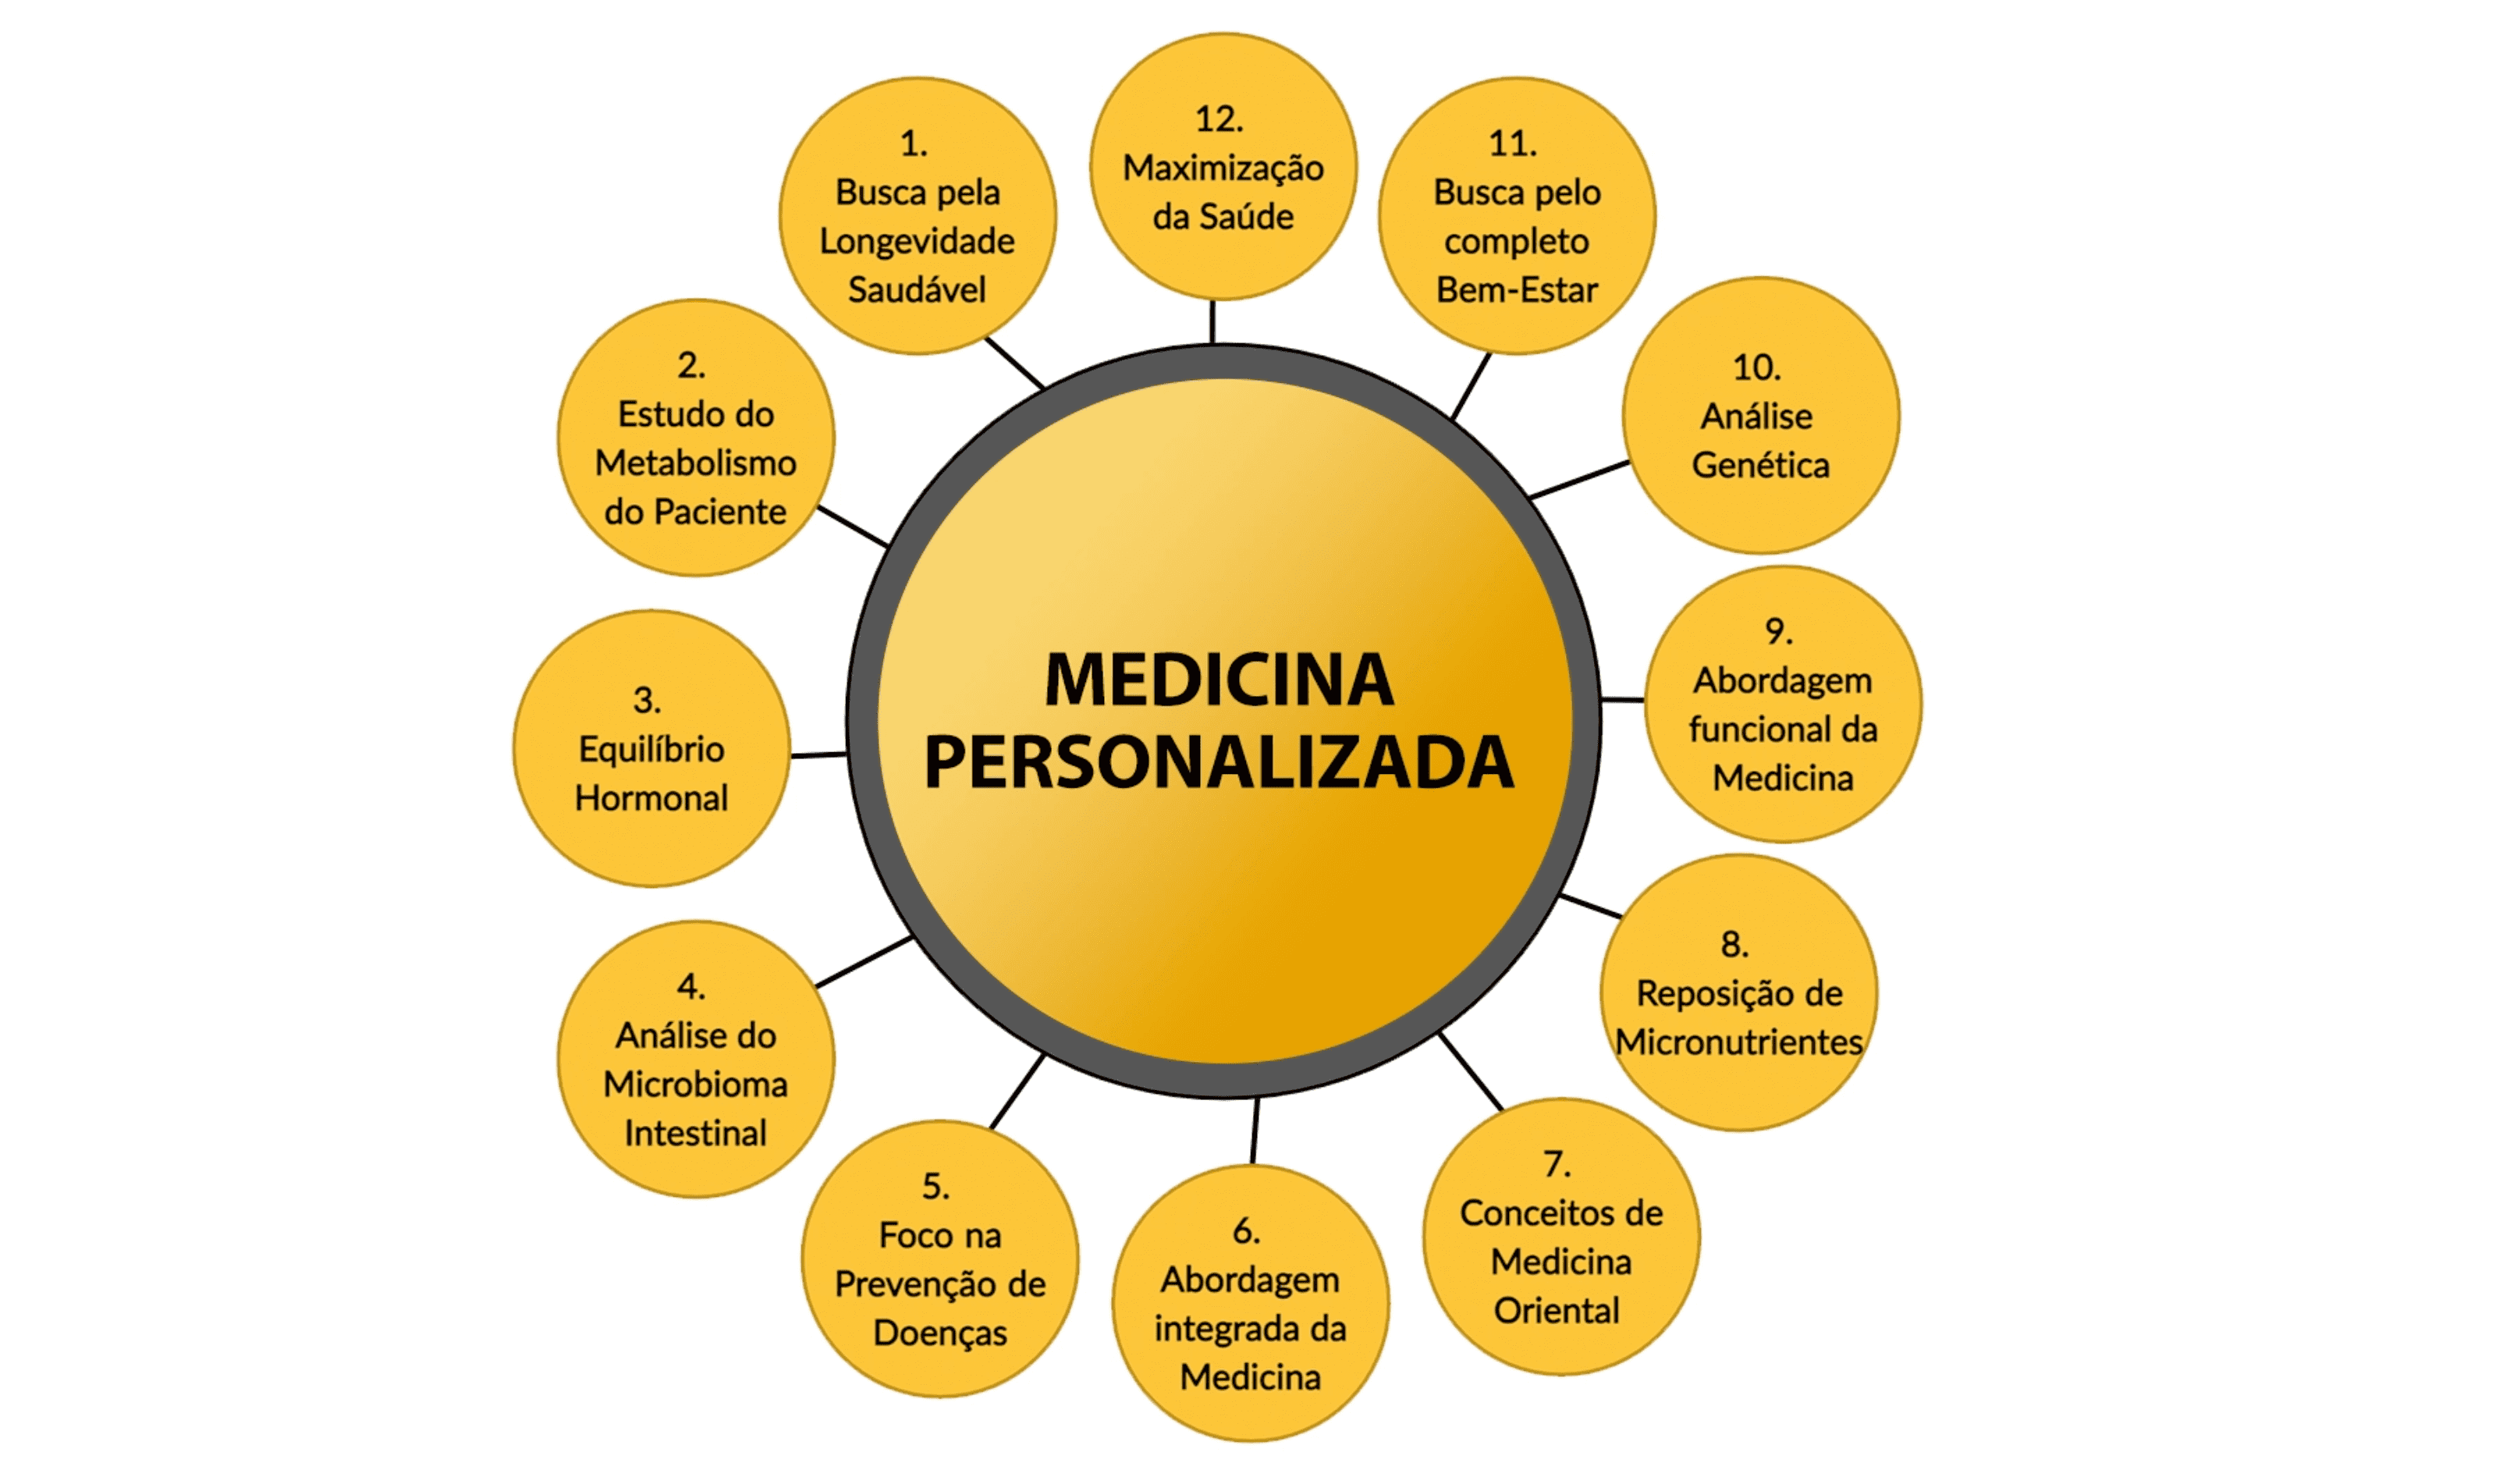 MEDICINA
PERSONALIZADA
1.
Busca pela
Longevidade
Saudável
2.
Estudo do
Metabolismo
do Paciente
3.
Equilíbrio
Hormonal
4.
Análise do
Microbioma
Intestinal
5.
Foco na
Prevenção de
Doenças
6.
Abordagem
integrada da
Medicina
7.
Conceitos de
Medicina
Oriental
8.
Reposição de
Micronutrientes
9.
Abordagem
funcional da
Medicina
10.
Análise
Genética
11.
Busca pelo
completo
Bem-Estar
12.
Maximização
da Saúde